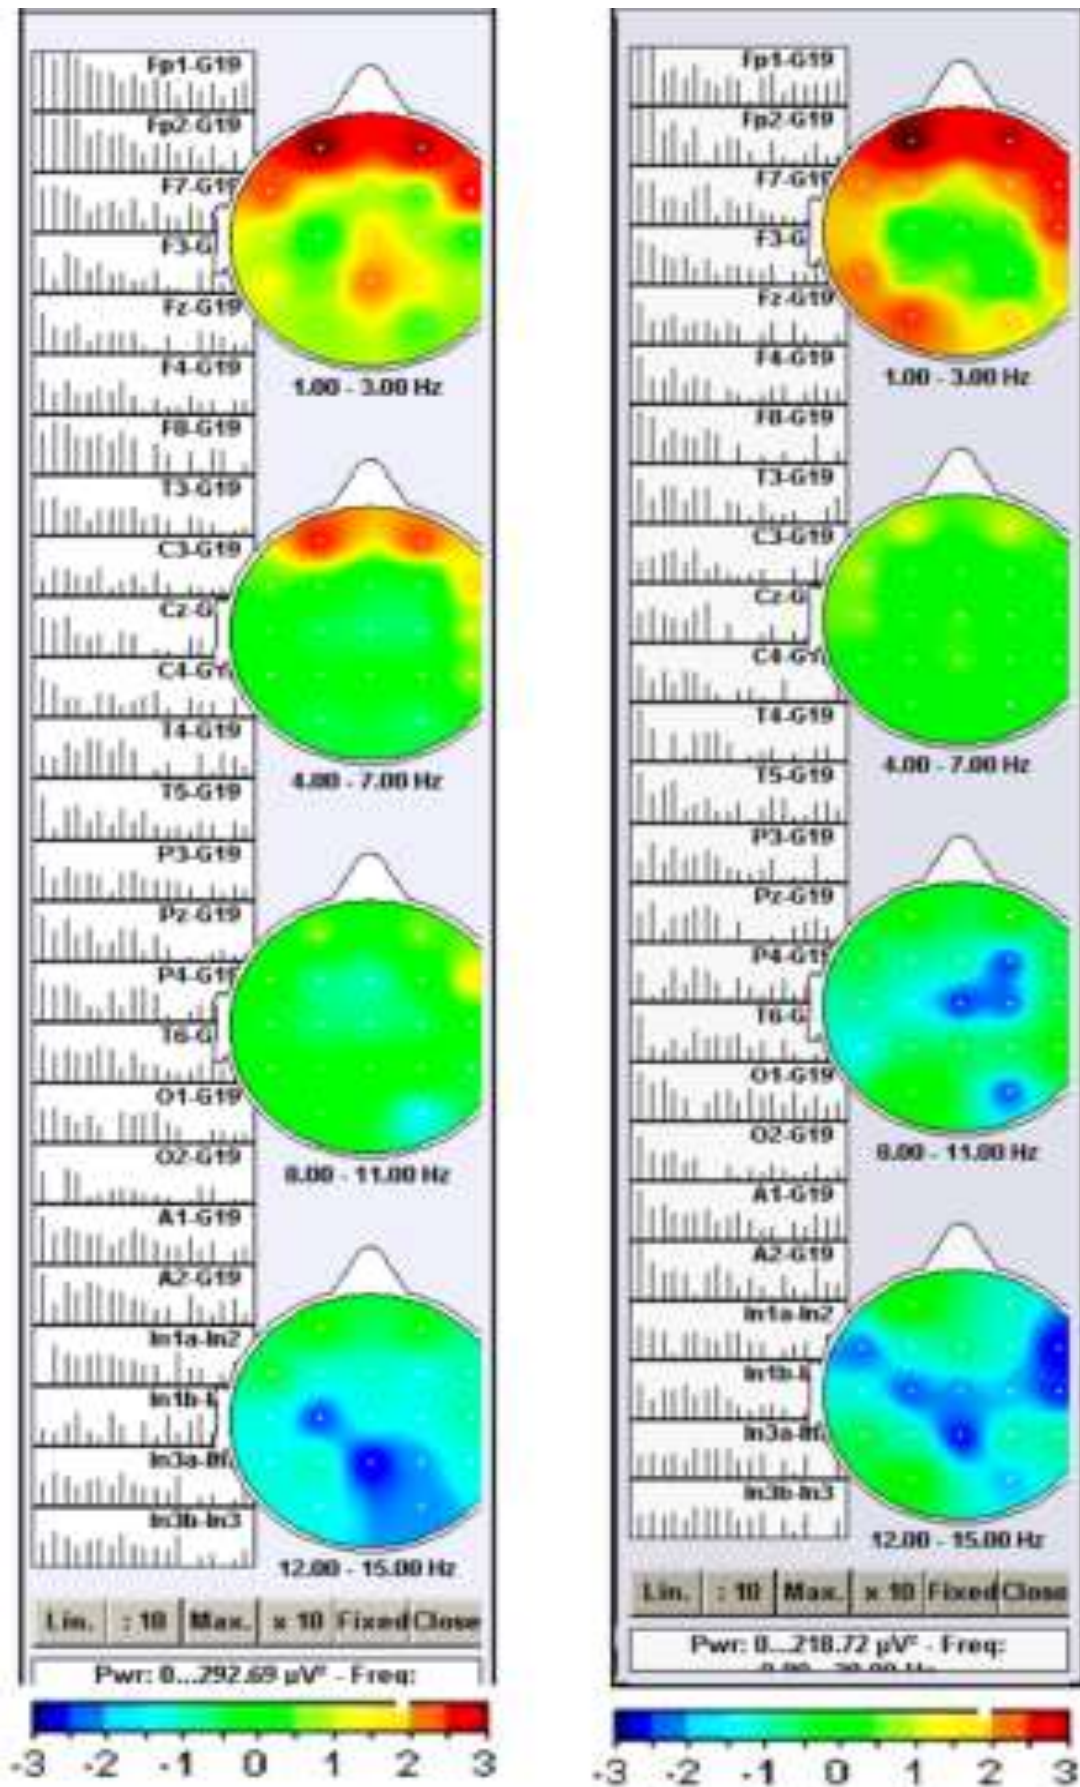 Fp1-G19
Fp2-G19
F7-G19
F3-G
Fz-G19
F4-G19
F8-G19
T3-G19
C3-G19
Cz-G
C4-G1
T4-G19
T5-G19
P3-G19
Pz-G19
P4-G19
T6-G
O1-G19
O2-G19
A1-G19
A2-G19
In1a-In2
In1b-I
In3a-In
In3b-In3
1.00 - 3.00 Hz
4.00 - 7.00 Hz
8.00 - 11.00 Hz
12.00 - 15.00 Hz
Lin. : 10 Max. x 10 Fixed Close
Pwr: 0...292.69 µV² - Freq:
-3 -2 -1 0 1 2 3
Fp1-G19
Fp2-G19
F7-G19
F3-G
Fz-G19
F4-G19
F8-G19
T3-G19
C3-G19
Cz-G
C4-G1
T4-G19
T5-G19
P3-G19
Pz-G19
P4-G19
T6-G
O1-G19
O2-G19
A1-G19
A2-G19
In1a-In2
In1b-I
In3a-In
In3b-In3
1.00 - 3.00 Hz
4.00 - 7.00 Hz
8.00 - 11.00 Hz
12.00 - 15.00 Hz
Lin. : 10 Max. x 10 Fixed Close
Pwr: 0...218.72 µV² - Freq:
-3 -2 -1 0 1 2 3